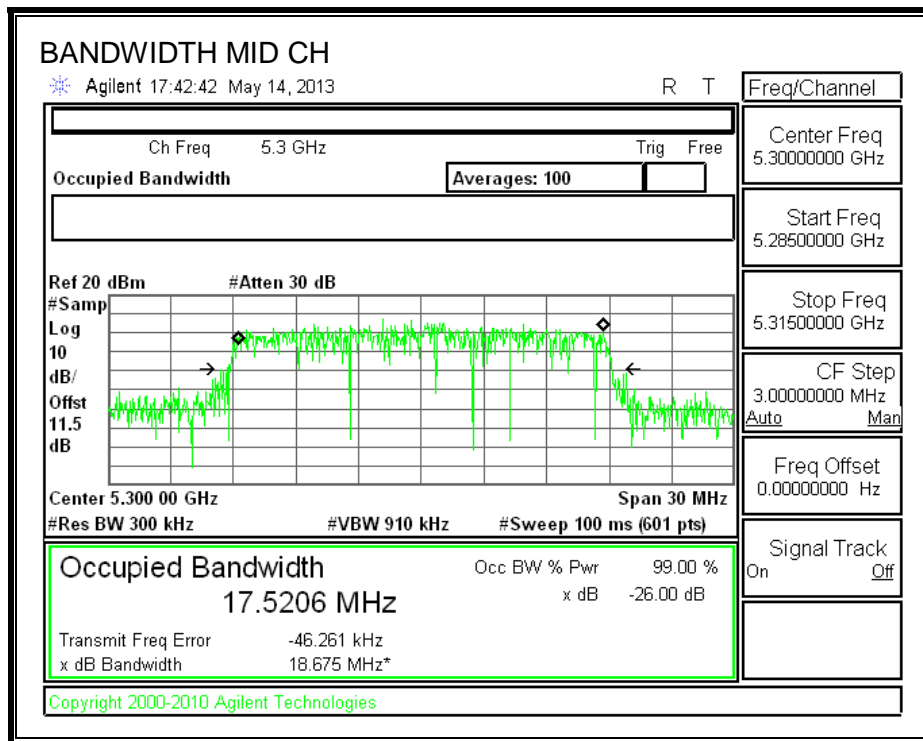 BANDWIDTH MID CH
Agilent 17:42:42 May 14, 2013 R T
Freq/Channel
Ch Freq 5.3 GHz Trig Free
Occupied Bandwidth Averages: 100
Center Freq
5.30000000 GHz
Start Freq
5.28500000 GHz
Stop Freq
5.31500000 GHz
CF Step
3.00000000 MHz
Auto Man
Freq Offset
0.00000000 Hz
Signal Track
On Off
Ref 20 dBm #Atten 30 dB
#Samp
Log
10
dB/
Offst
11.5
dB
Center 5.300 00 GHz Span 30 MHz
#Res BW 300 kHz #VBW 910 kHz #Sweep 100 ms (601 pts)
Occupied Bandwidth Occ BW % Pwr 99.00 %
17.5206 MHz x dB -26.00 dB
Transmit Freq Error -46.261 kHz
x dB Bandwidth 18.675 MHz*
Copyright 2000-2010 Agilent Technologies